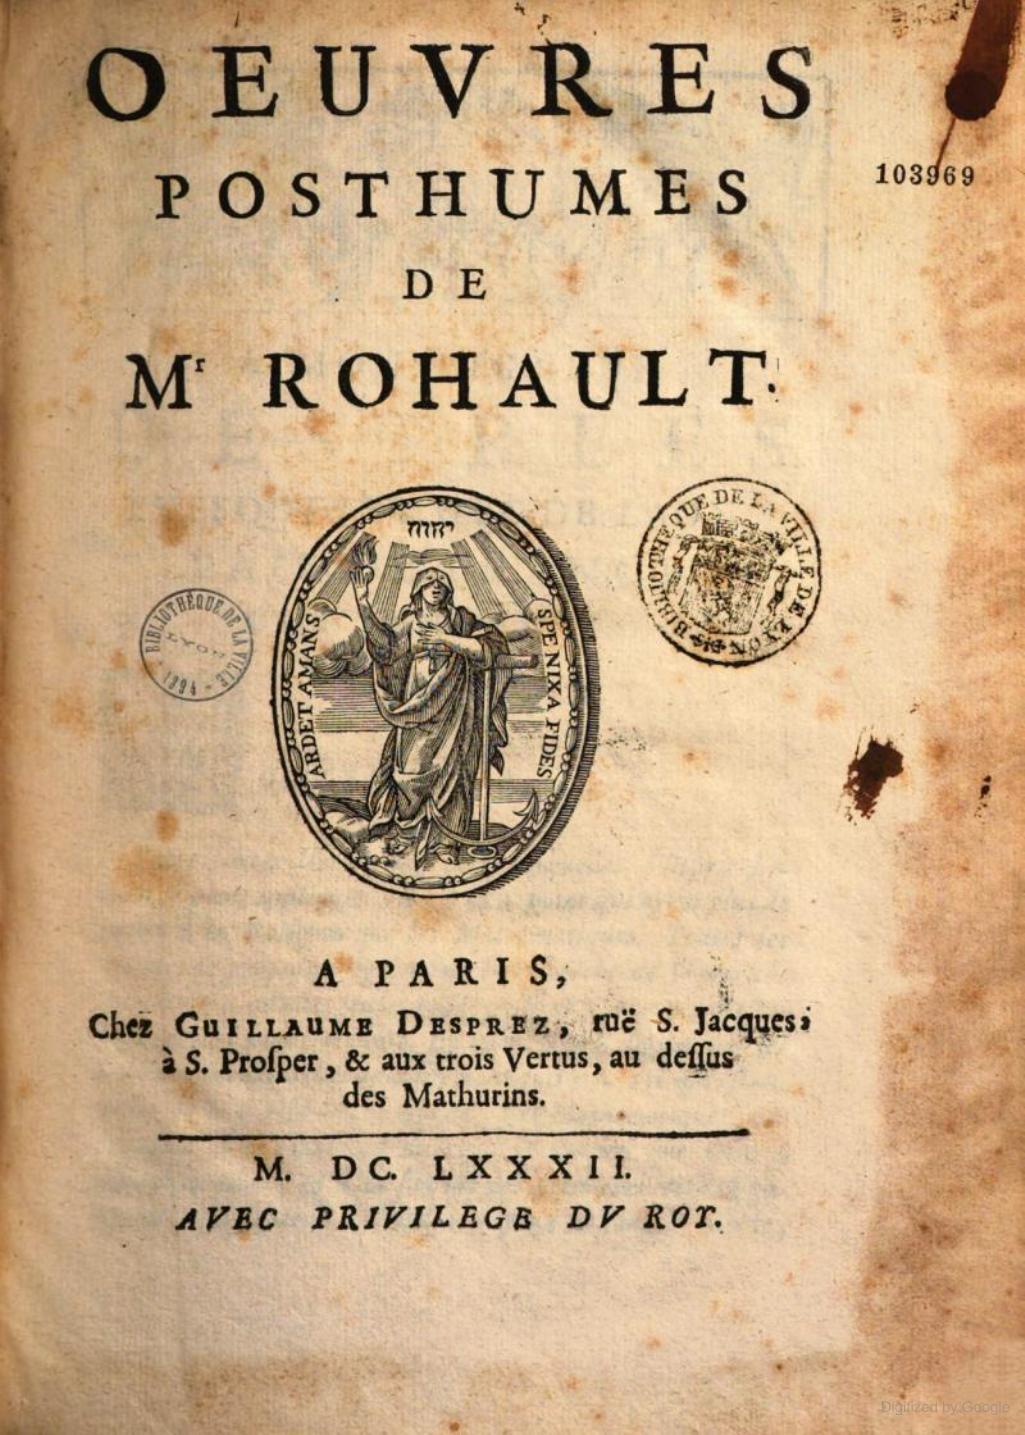 OEUVRES
POSTHUMES
103969
DE
Mr ROHAULT.
יהוה
ARDET AMANS
SPE NIXA FIDES
BIBLIOTHEQUE DE LA VILLE DE LYON
BIBLIOTHÈQUE DE LA VILLE
LYON
A PARIS,
Chez GUILLAUME DESPREZ, ruë S. Jacques,
à S. Proſper, & aux trois Vertus, au deſſus
des Mathurins.
M. DC. LXXXII.
AVEC PRIVILEGE DV ROY.
Digitized by Google